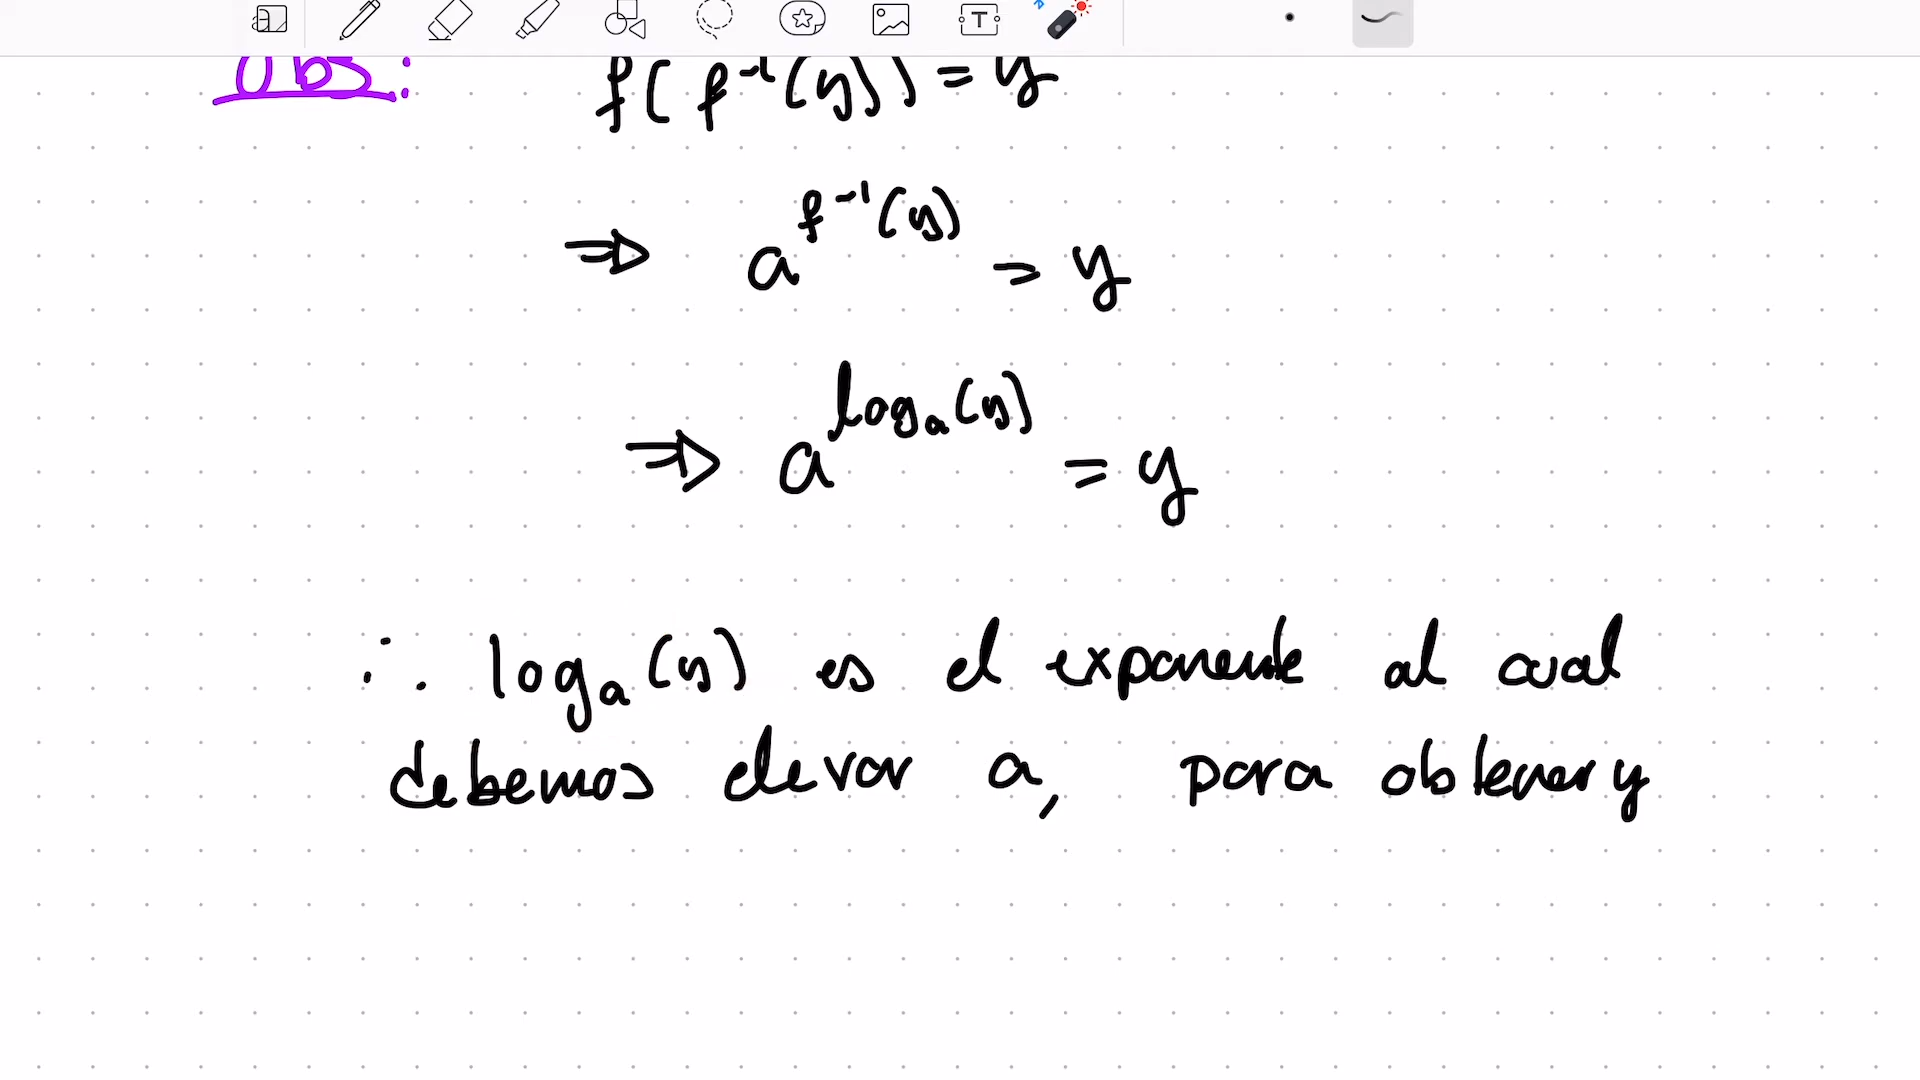 Obs: f(f⁻¹(y)) = y
⇒ a^{f⁻¹(y)} = y
⇒ a^{logₐ(y)} = y
∴ logₐ(y) es el exponente al cual
debemos elevar a, para obtener y